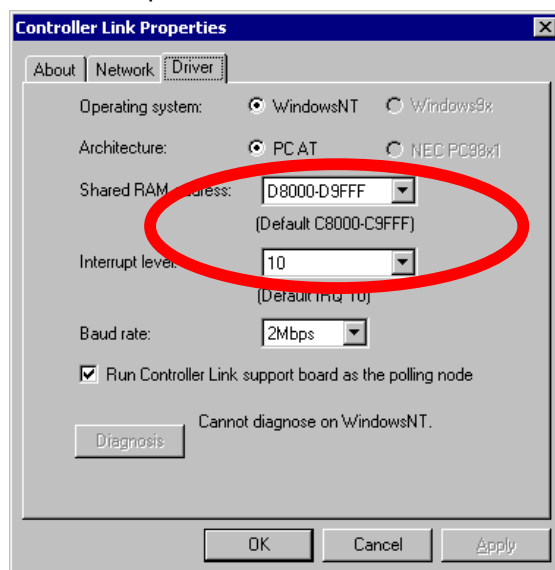 Controller Link Properties
About Network Driver
Operating system: WindowsNT Windows9x
Architecture: PC AT NEC PC98x1
Shared RAM address: D8000-D9FFF
(Default C8000-C9FFF)
Interrupt level: 10
(Default IRQ 10)
Baud rate: 2Mbps
Run Controller Link support board as the polling node
Diagnosis Cannot diagnose on WindowsNT.
OK Cancel Apply